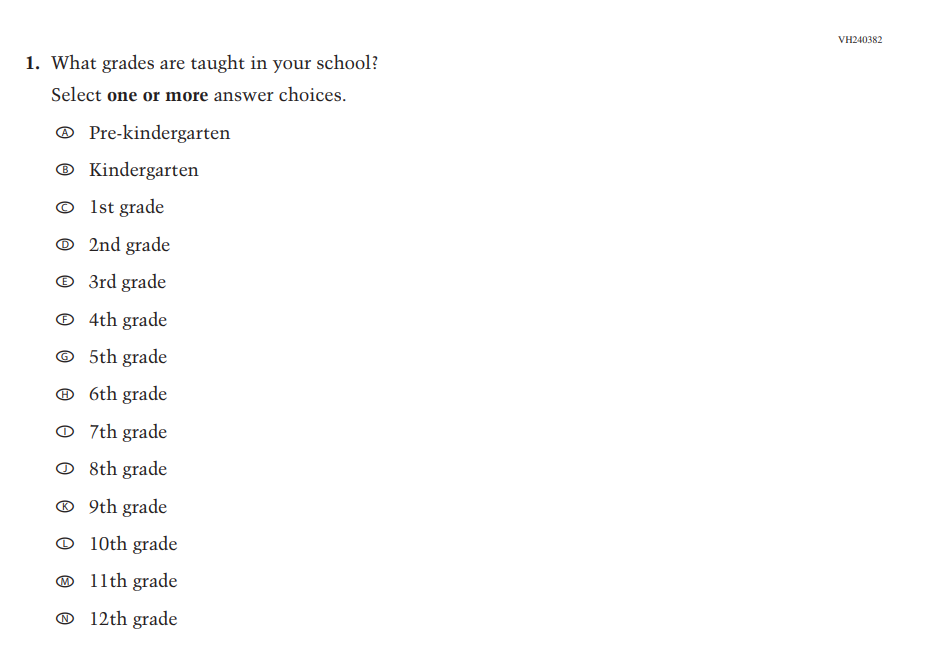 VH240382
1. What grades are taught in your school?
Select one or more answer choices.
A Pre-kindergarten
B Kindergarten
C 1st grade
D 2nd grade
E 3rd grade
F 4th grade
G 5th grade
H 6th grade
I 7th grade
J 8th grade
K 9th grade
L 10th grade
M 11th grade
N 12th grade